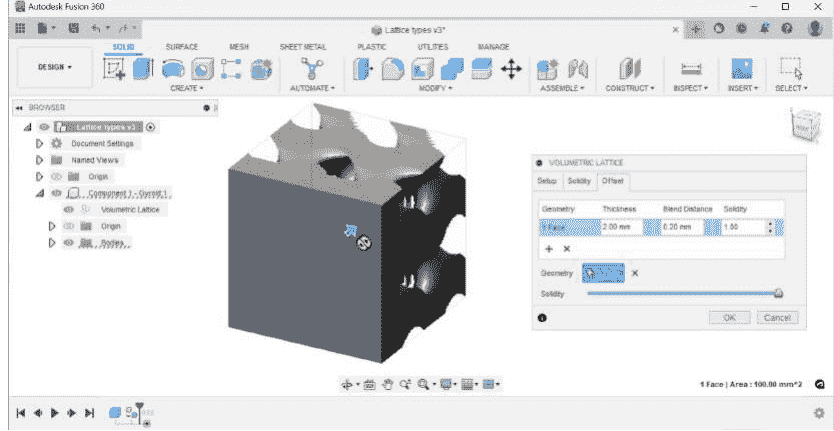 Autodesk Fusion 360
Lattice types v3*
SOLID SURFACE MESH SHEET METAL PLASTIC UTILITIES MANAGE
DESIGN
CREATE AUTOMATE MODIFY ASSEMBLE CONSTRUCT INSPECT INSERT SELECT
BROWSER
Lattice types v3
Document Settings
Named Views
Origin
Component 1 - Gyroid:1
Volumetric Lattice
Origin
Bodies
VOLUMETRIC LATTICE
Setup Solidity Offset
Geometry Thickness Blend Distance Solidity
1 Face 2.00 mm 0.20 mm 1.00
Geometry
Solidity
OK Cancel
1 Face | Area : 100.00 mm^2